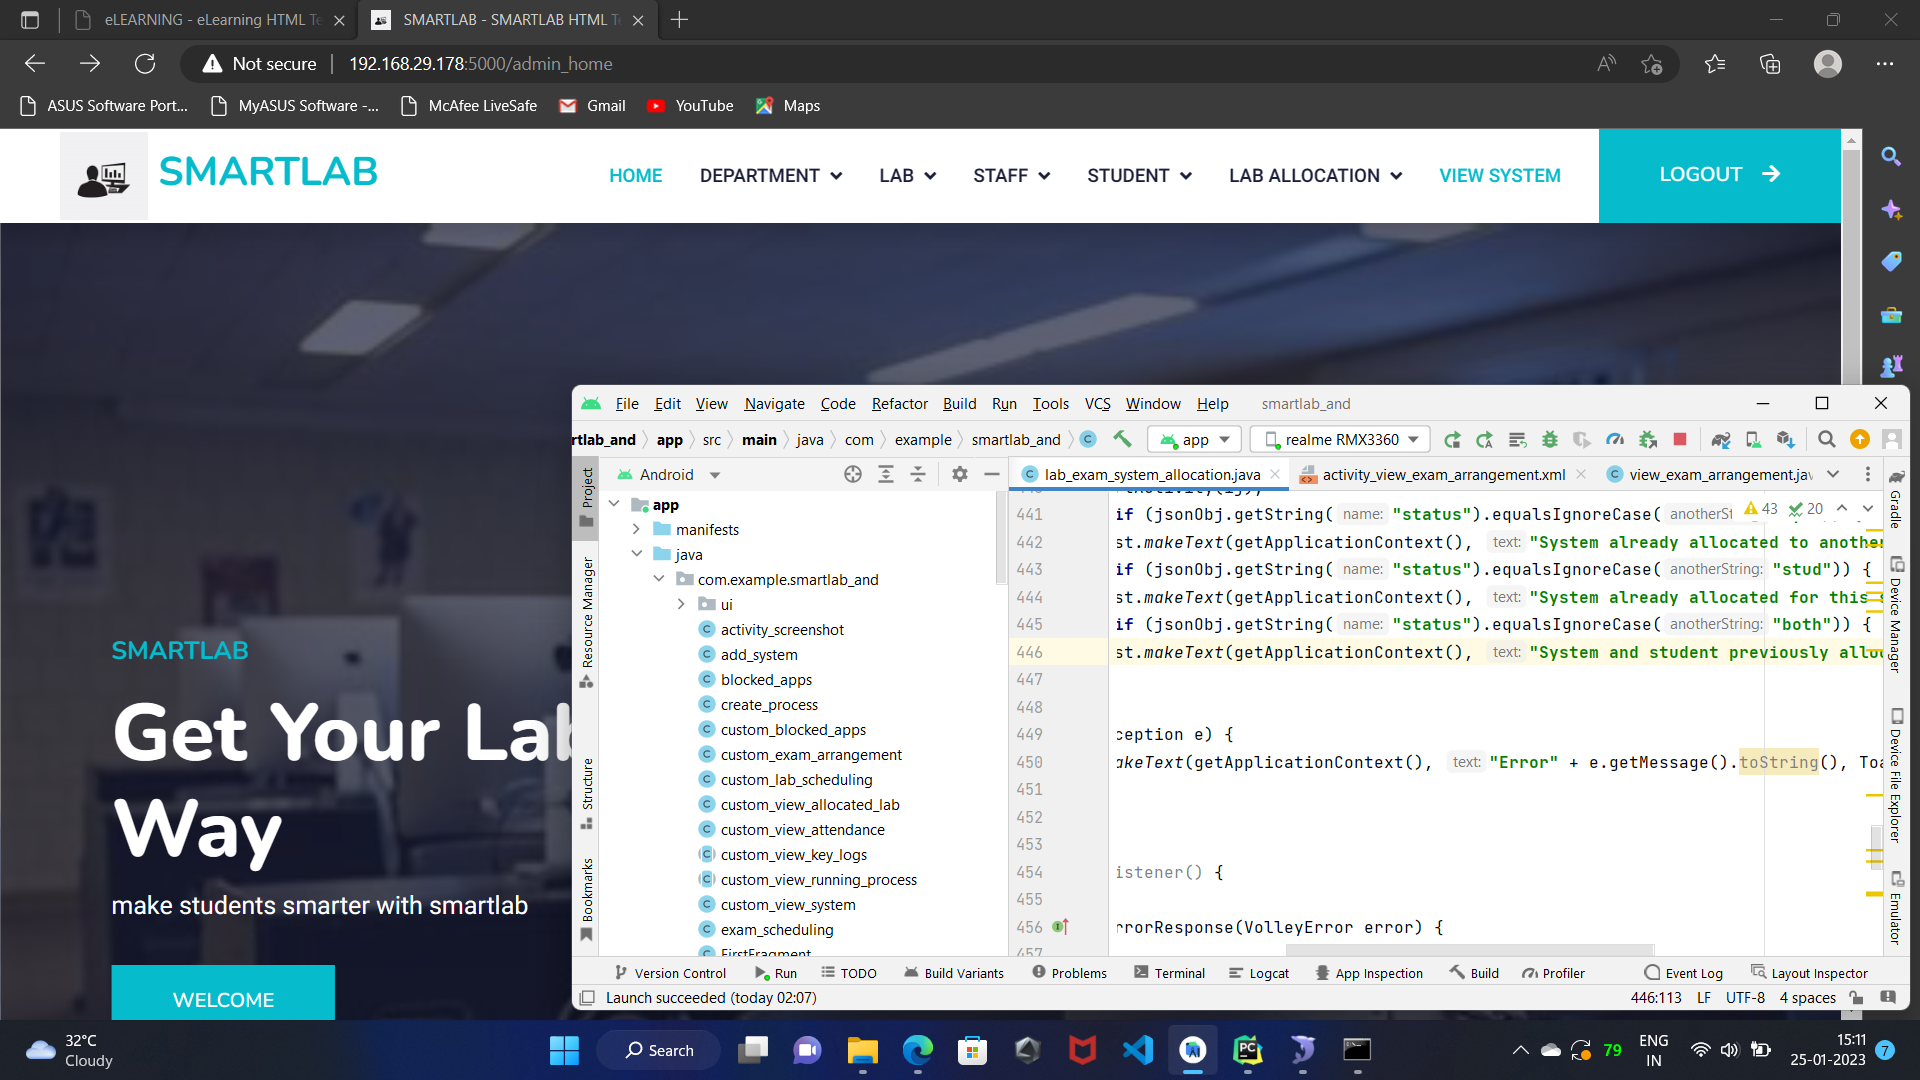 eLEARNING - eLearning HTML Te
SMARTLAB - SMARTLAB HTML Te
Not secure
192.168.29.178:5000/admin_home
ASUS Software Port...
MyASUS Software -...
McAfee LiveSafe
Gmail
YouTube
Maps
SMARTLAB
HOME
DEPARTMENT
LAB
STAFF
STUDENT
LAB ALLOCATION
VIEW SYSTEM
LOGOUT
SMARTLAB
Get Your Lab
Way
make students smarter with smartlab
WELCOME
File Edit View Navigate Code Refactor Build Run Tools VCS Window Help smartlab_and
rtlab_and app src main java com example smartlab_and app realme RMX3360
Project
Resource Manager
Structure
Bookmarks
Android
app
manifests
java
com.example.smartlab_and
ui
activity_screenshot
add_system
blocked_apps
create_process
custom_blocked_apps
custom_exam_arrangement
custom_lab_scheduling
custom_view_allocated_lab
custom_view_attendance
custom_view_key_logs
custom_view_running_process
custom_view_system
exam_scheduling
FirstFragment
lab_exam_system_allocation.java
activity_view_exam_arrangement.xml
view_exam_arrangement.jav
43 20
441 if (jsonObj.getString( name: "status").equalsIgnoreCase( anotherSt
442 st.makeText(getApplicationContext(), text: "System already allocated to another
443 if (jsonObj.getString( name: "status").equalsIgnoreCase( anotherString: "stud")) {
444 st.makeText(getApplicationContext(), text: "System already allocated for this s
445 if (jsonObj.getString( name: "status").equalsIgnoreCase( anotherString: "both")) {
446 st.makeText(getApplicationContext(), text: "System and student previously allo
447
448
449 ception e) {
450 akeText(getApplicationContext(), text: "Error" + e.getMessage().toString(), Toa
451
452
453
454 istener() {
455
456 rrorResponse(VolleyError error) {
457
Gradle
Device Manager
Device File Explorer
Emulator
Version Control Run TODO Build Variants Problems Terminal Logcat App Inspection Build Profiler Event Log Layout Inspector
Launch succeeded (today 02:07)
446:113 LF UTF-8 4 spaces
32°C
Cloudy
Search
79
ENG
IN
15:11
25-01-2023
7